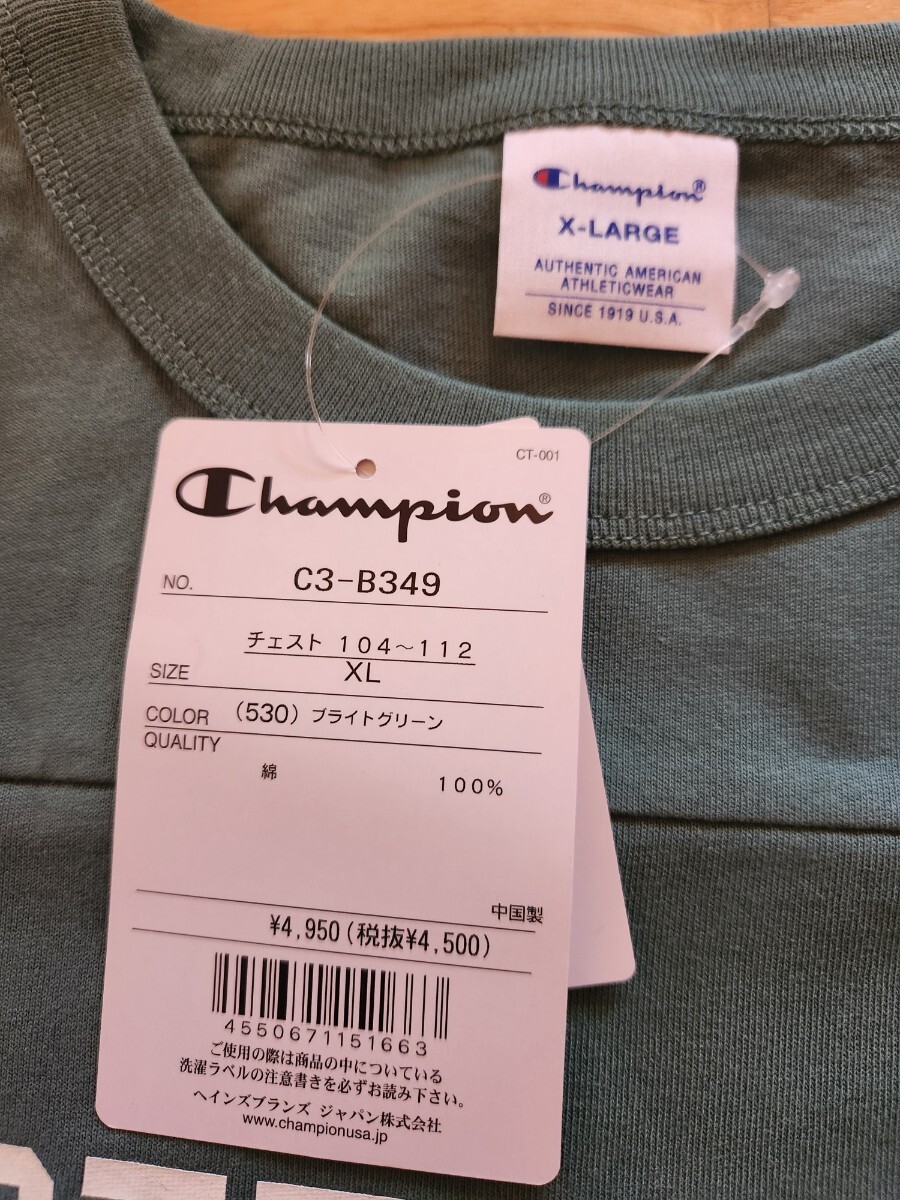 Champion®
X-LARGE
AUTHENTIC AMERICAN
ATHLETICWEAR
SINCE 1919 U.S.A.
CT-001
Champion®
NO. C3-B349
チェスト 104～112
SIZE XL
COLOR (530) ブライトグリーン
QUALITY
綿 100%
中国製
¥4,950(税抜¥4,500)
4550671151663
ご使用の際は商品の中についている
洗濯ラベルの注意書きを必ずお読み下さい。
ヘインズブランズ ジャパン株式会社
www.championusa.jp